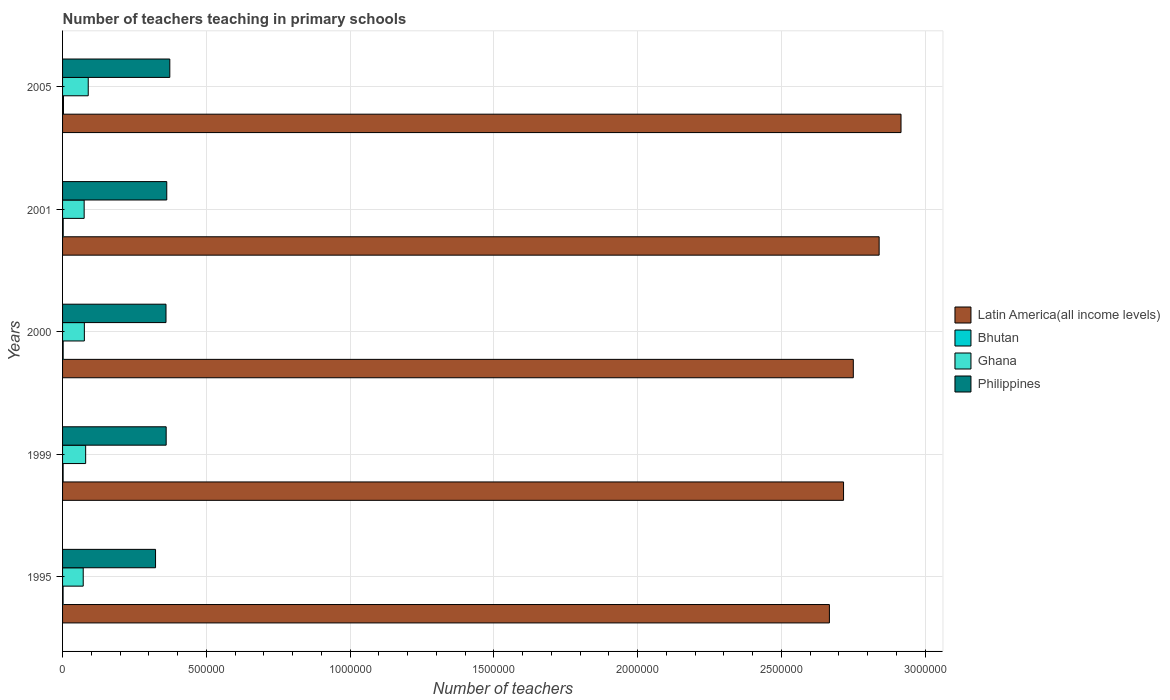 Number of teachers teaching in primary schools
2005
2001
2000
1999
1995
Years
0
500000
1000000
1500000
2000000
2500000
3000000
Number of teachers
Latin America(all income levels)
Bhutan
Ghana
Philippines